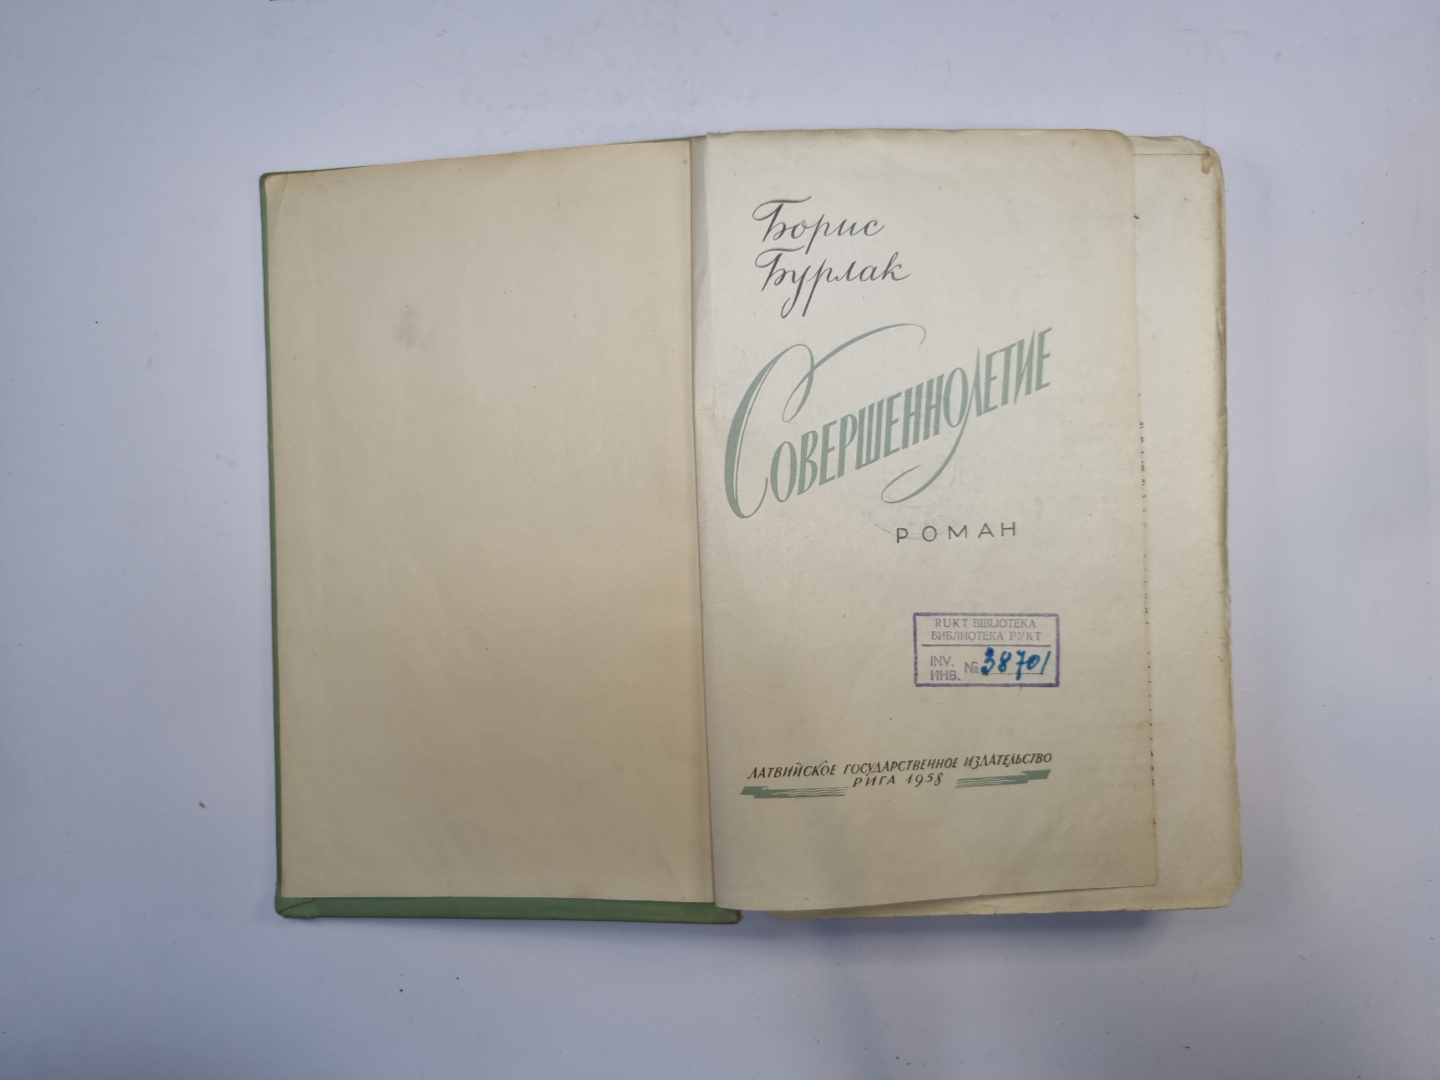 Борис
Бурлак
Совершеннолетие
РОМАН
RUKT BIBLIOTEKA
БИБЛИОТЕКА РУКТ
INV.
ИНВ. № 38701
ЛАТВИЙСКОЕ ГОСУДАРСТВЕННОЕ ИЗДАТЕЛЬСТВО
РИГА 1958